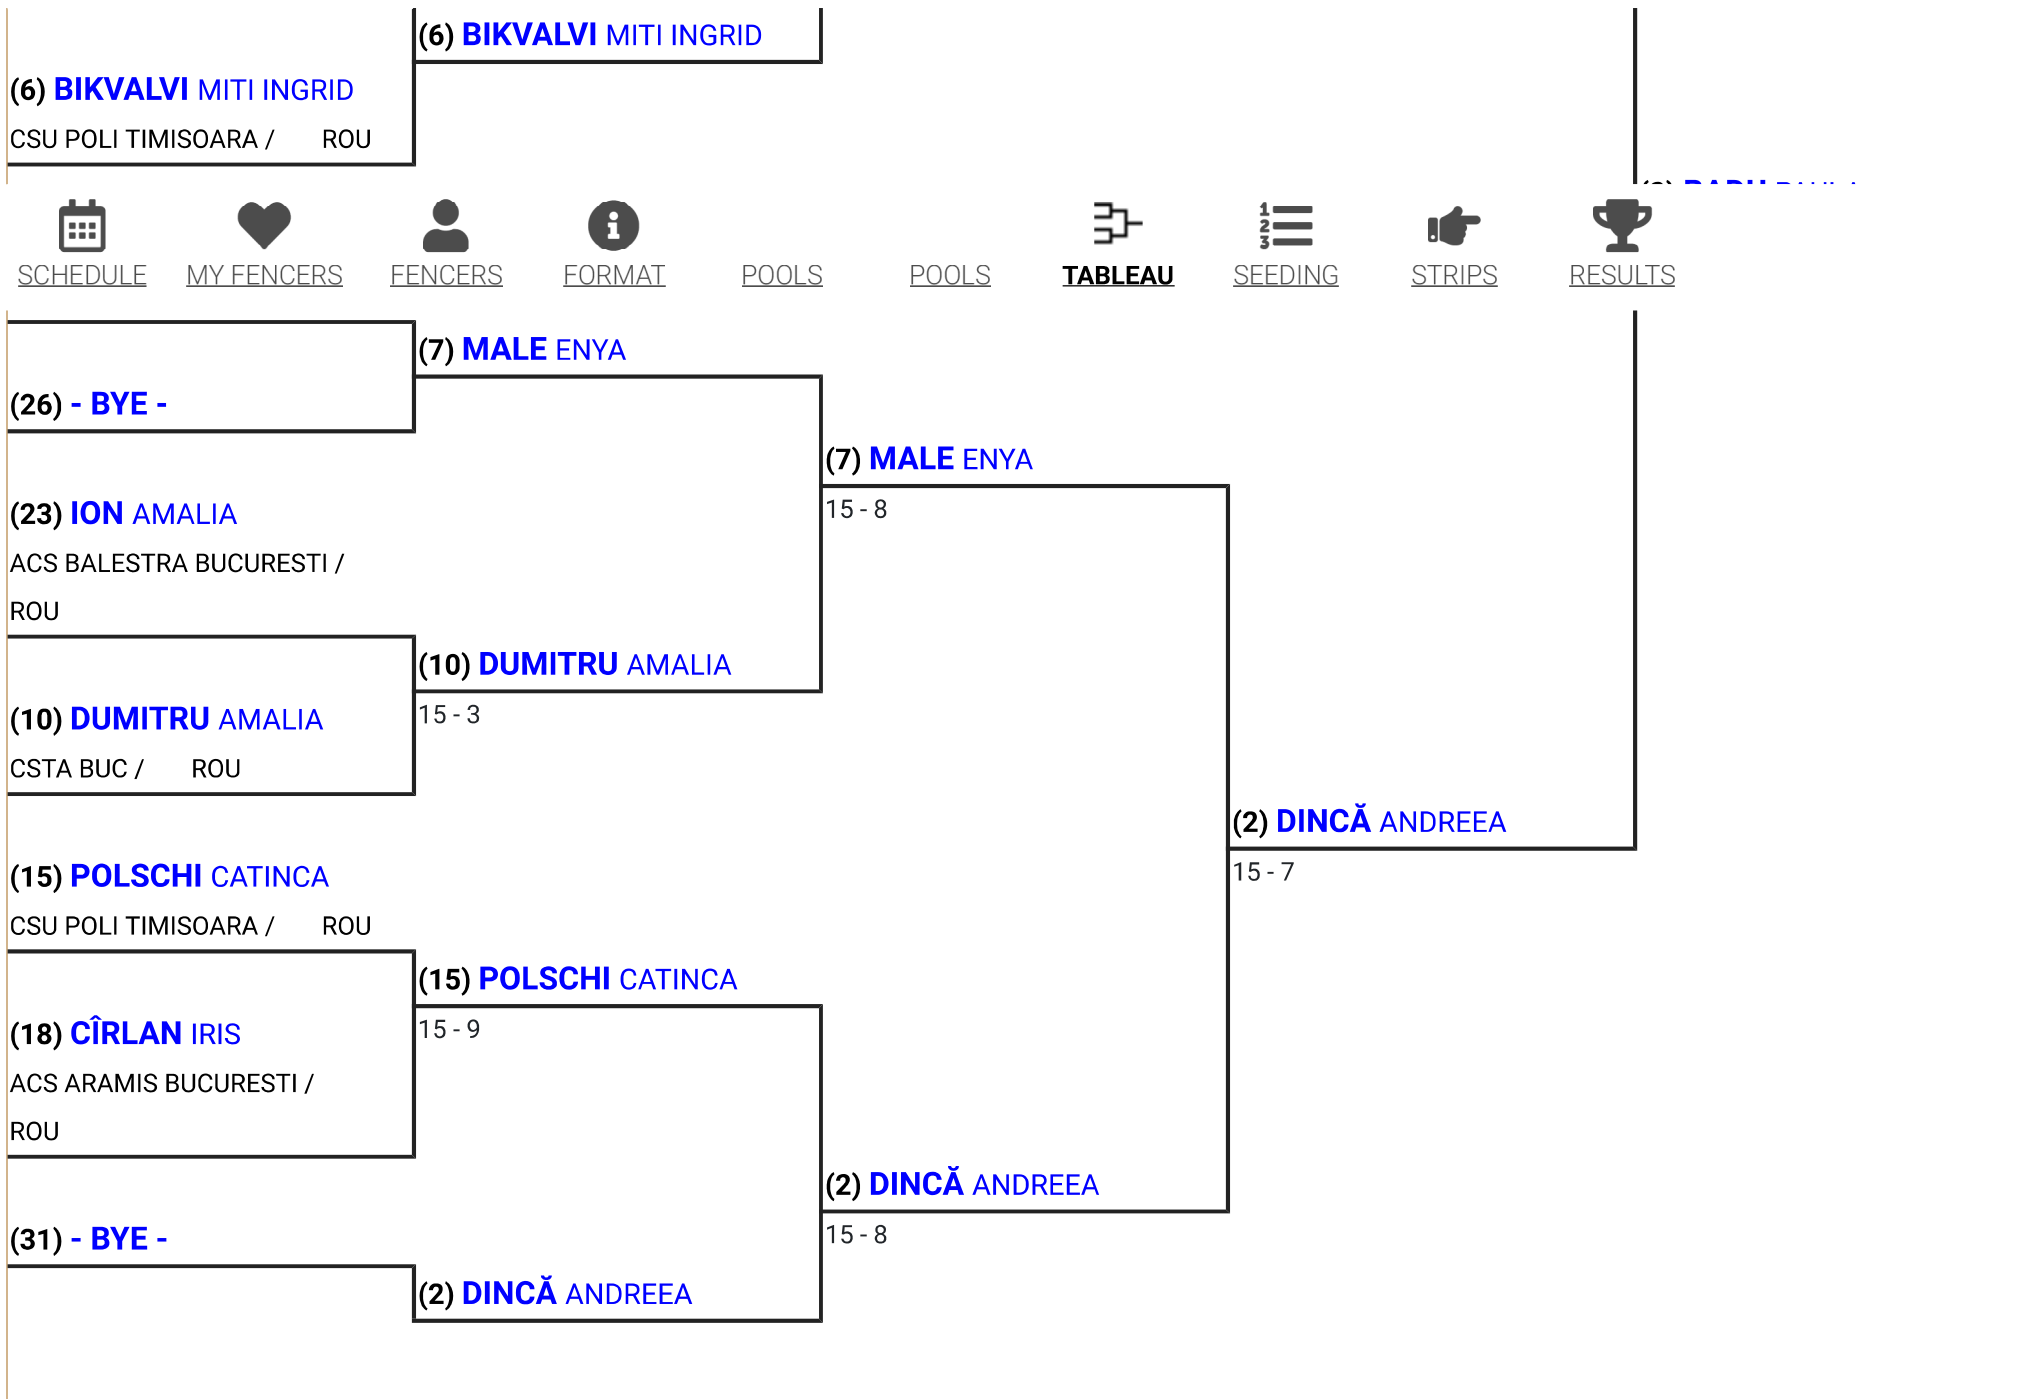 (6) BIKVALVI MITI INGRID
(6) BIKVALVI MITI INGRID
CSU POLI TIMISOARA / ROU
SCHEDULE MY FENCERS FENCERS FORMAT POOLS POOLS TABLEAU SEEDING STRIPS RESULTS
(7) MALE ENYA
(26) - BYE -
(7) MALE ENYA
15 - 8
(23) ION AMALIA
ACS BALESTRA BUCURESTI /
ROU
(10) DUMITRU AMALIA
15 - 3
(10) DUMITRU AMALIA
CSTA BUC / ROU
(2) DINCĂ ANDREEA
15 - 7
(15) POLSCHI CATINCA
CSU POLI TIMISOARA / ROU
(15) POLSCHI CATINCA
15 - 9
(18) CÎRLAN IRIS
ACS ARAMIS BUCURESTI /
ROU
(2) DINCĂ ANDREEA
15 - 8
(31) - BYE -
(2) DINCĂ ANDREEA